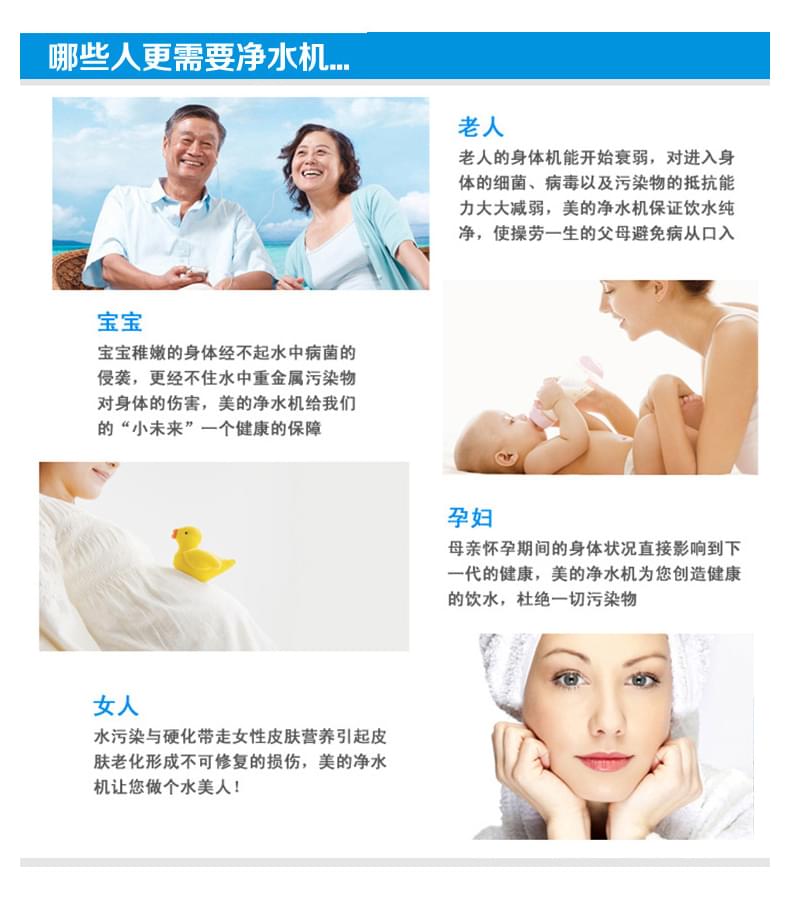 哪些人更需要净水机...
老人
老人的身体机能开始衰弱，对进入身
体的细菌、病毒以及污染物的抵抗能
力大大减弱，美的净水机保证饮水纯
净，使操劳一生的父母避免病从口入
宝宝
宝宝稚嫩的身体经不起水中病菌的
侵袭，更经不住水中重金属污染物
对身体的伤害，美的净水机给我们
的“小未来”一个健康的保障
孕妇
母亲怀孕期间的身体状况直接影响到下
一代的健康，美的净水机为您创造健康
的饮水，杜绝一切污染物
女人
水污染与硬化带走女性皮肤营养引起皮
肤老化形成不可修复的损伤，美的净水
机让您做个水美人！